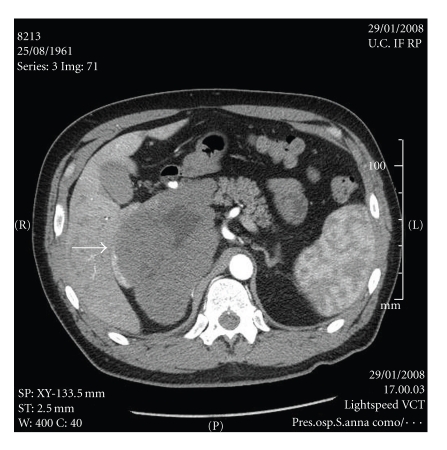 8213
25/08/1961
Series: 3 Img: 71
29/01/2008
U.C. IF RP
100
(R)
(L)
mm
SP: XY-133.5 mm
ST: 2.5 mm
W: 400 C: 40
(P)
29/01/2008
17.00.03
Lightspeed VCT
Pres.osp.S.anna como/···